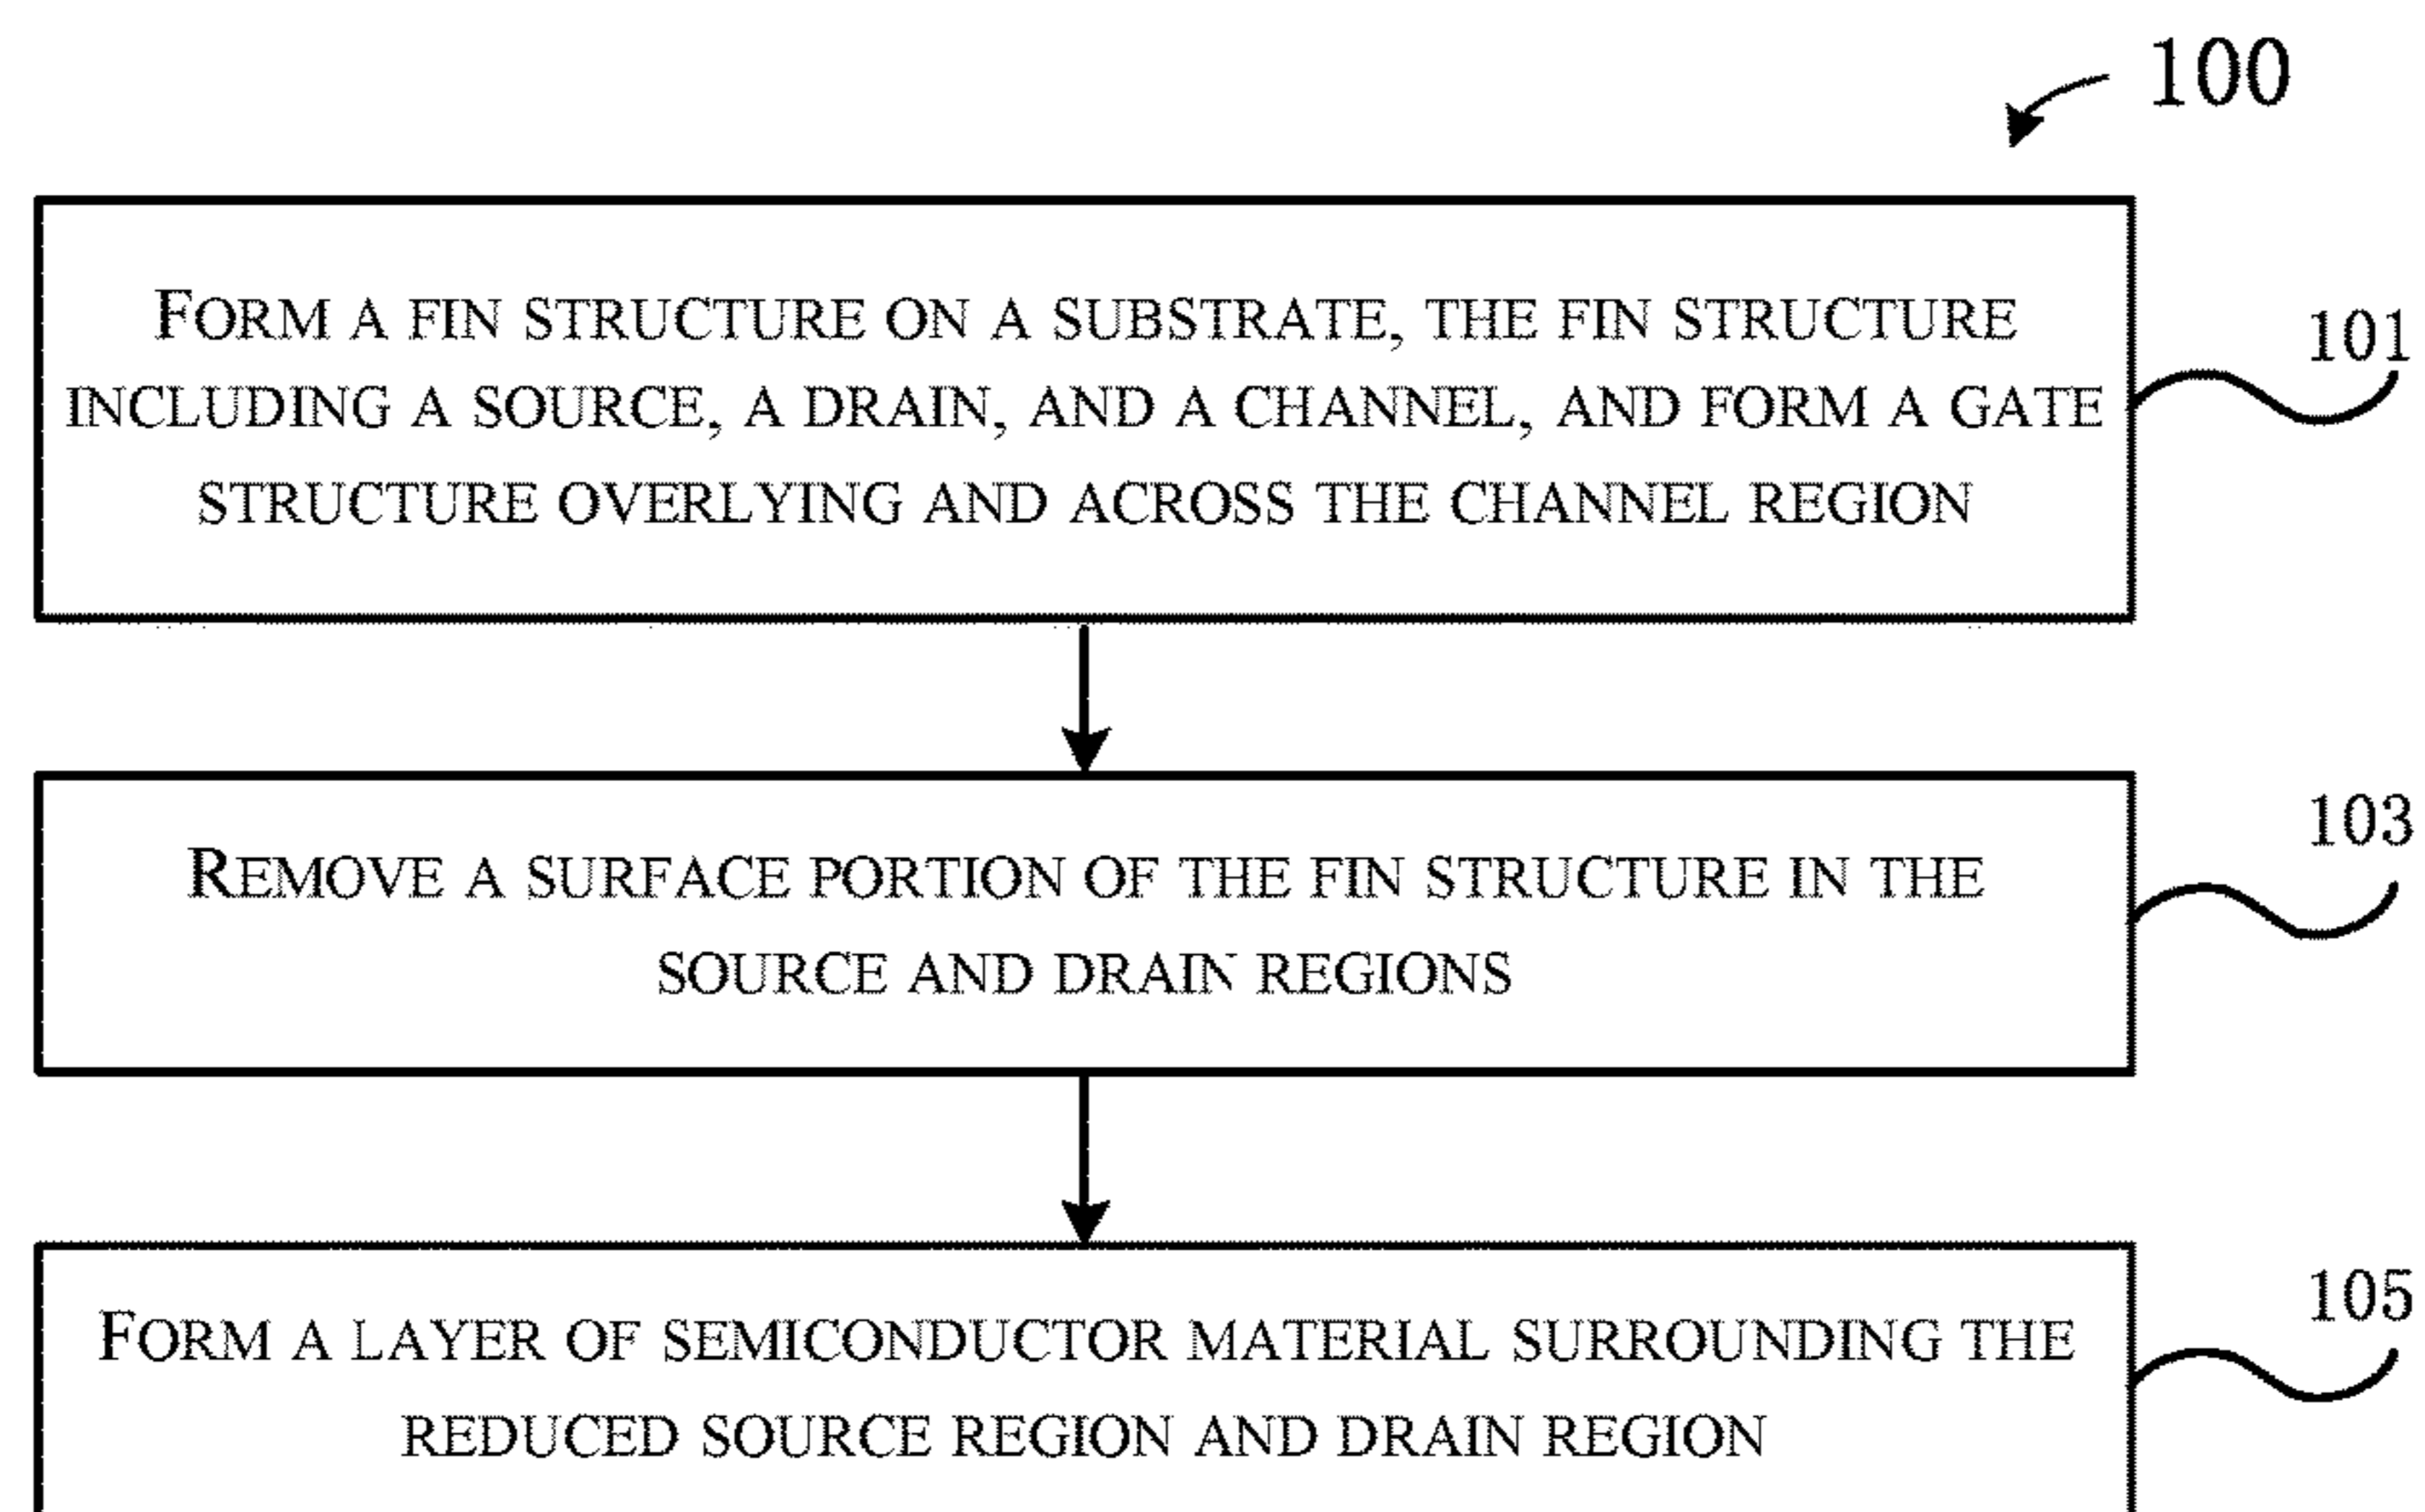 100
FORM A FIN STRUCTURE ON A SUBSTRATE, THE FIN STRUCTURE
INCLUDING A SOURCE, A DRAIN, AND A CHANNEL, AND FORM A GATE
STRUCTURE OVERLYING AND ACROSS THE CHANNEL REGION
101
REMOVE A SURFACE PORTION OF THE FIN STRUCTURE IN THE
SOURCE AND DRAIN REGIONS
103
FORM A LAYER OF SEMICONDUCTOR MATERIAL SURROUNDING THE
REDUCED SOURCE REGION AND DRAIN REGION
105